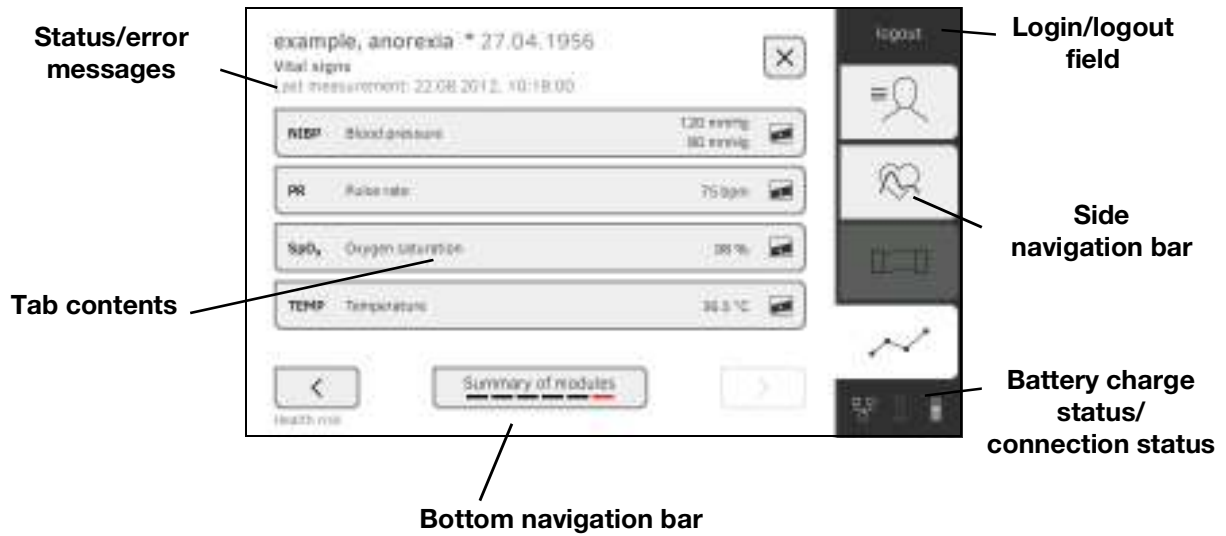 Status/error
messages
example, anorexia * 27.04.1956
Vital signs
Last measurement: 22.08.2012, 10:18:00
logout
Login/logout
field
NIBP Blood pressure 120 mmHg
80 mmHg
PR Pulse rate 75 bpm
SpO₂ Oxygen saturation 98 %
TEMP Temperature 36.5 °C
Side
navigation bar
Tab contents
Summary of modules
Health risk
Battery charge
status/
connection status
Bottom navigation bar